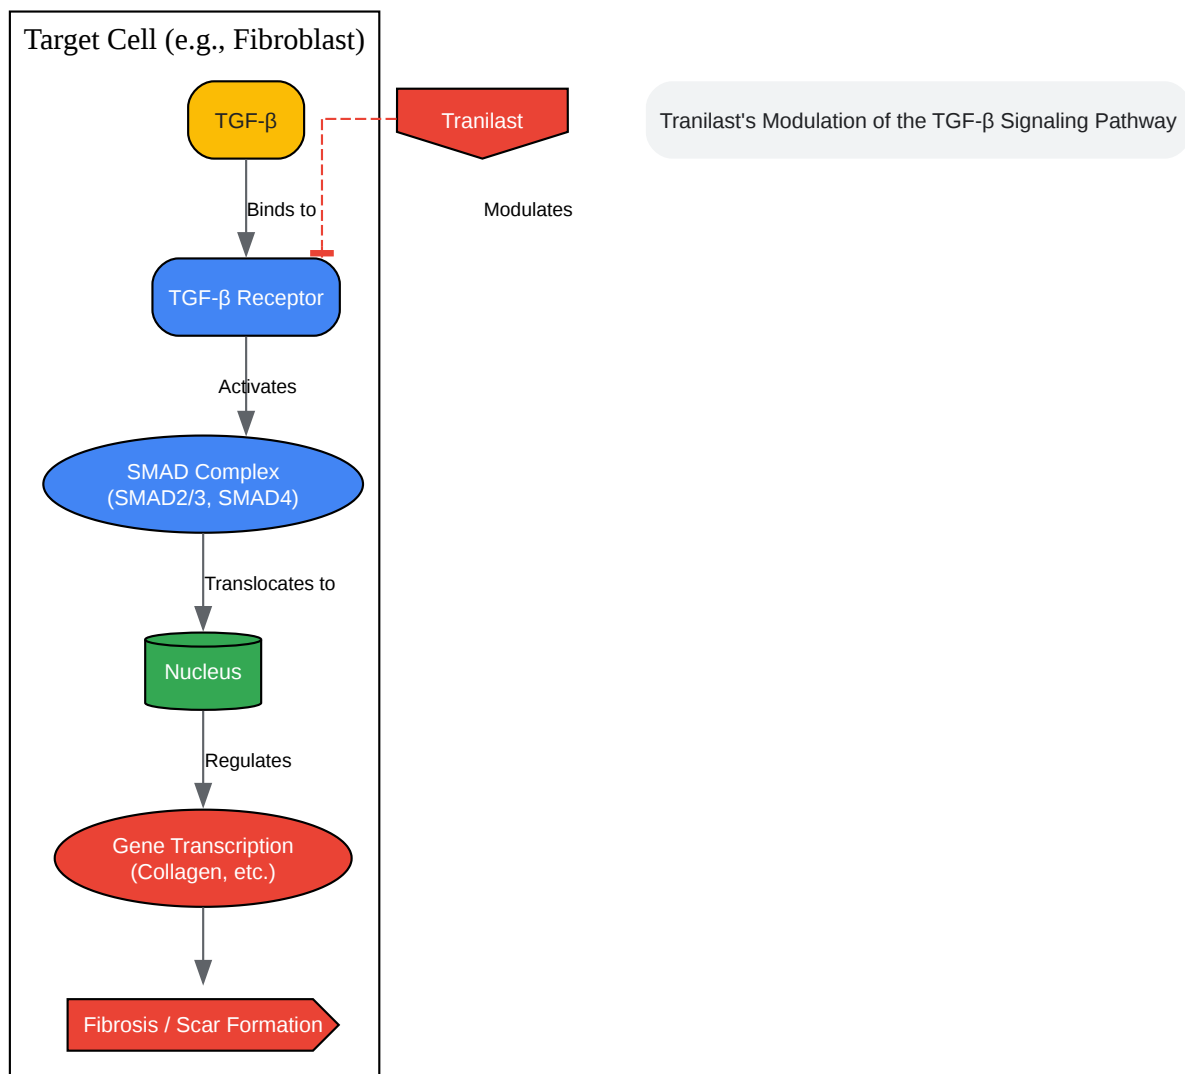 Target Cell (e.g., Fibroblast)
TGF-β
Tranilast
Tranilast's Modulation of the TGF-β Signaling Pathway
Binds to
Modulates
TGF-β Receptor
Activates
SMAD Complex
(SMAD2/3, SMAD4)
Translocates to
Nucleus
Regulates
Gene Transcription
(Collagen, etc.)
Fibrosis / Scar Formation